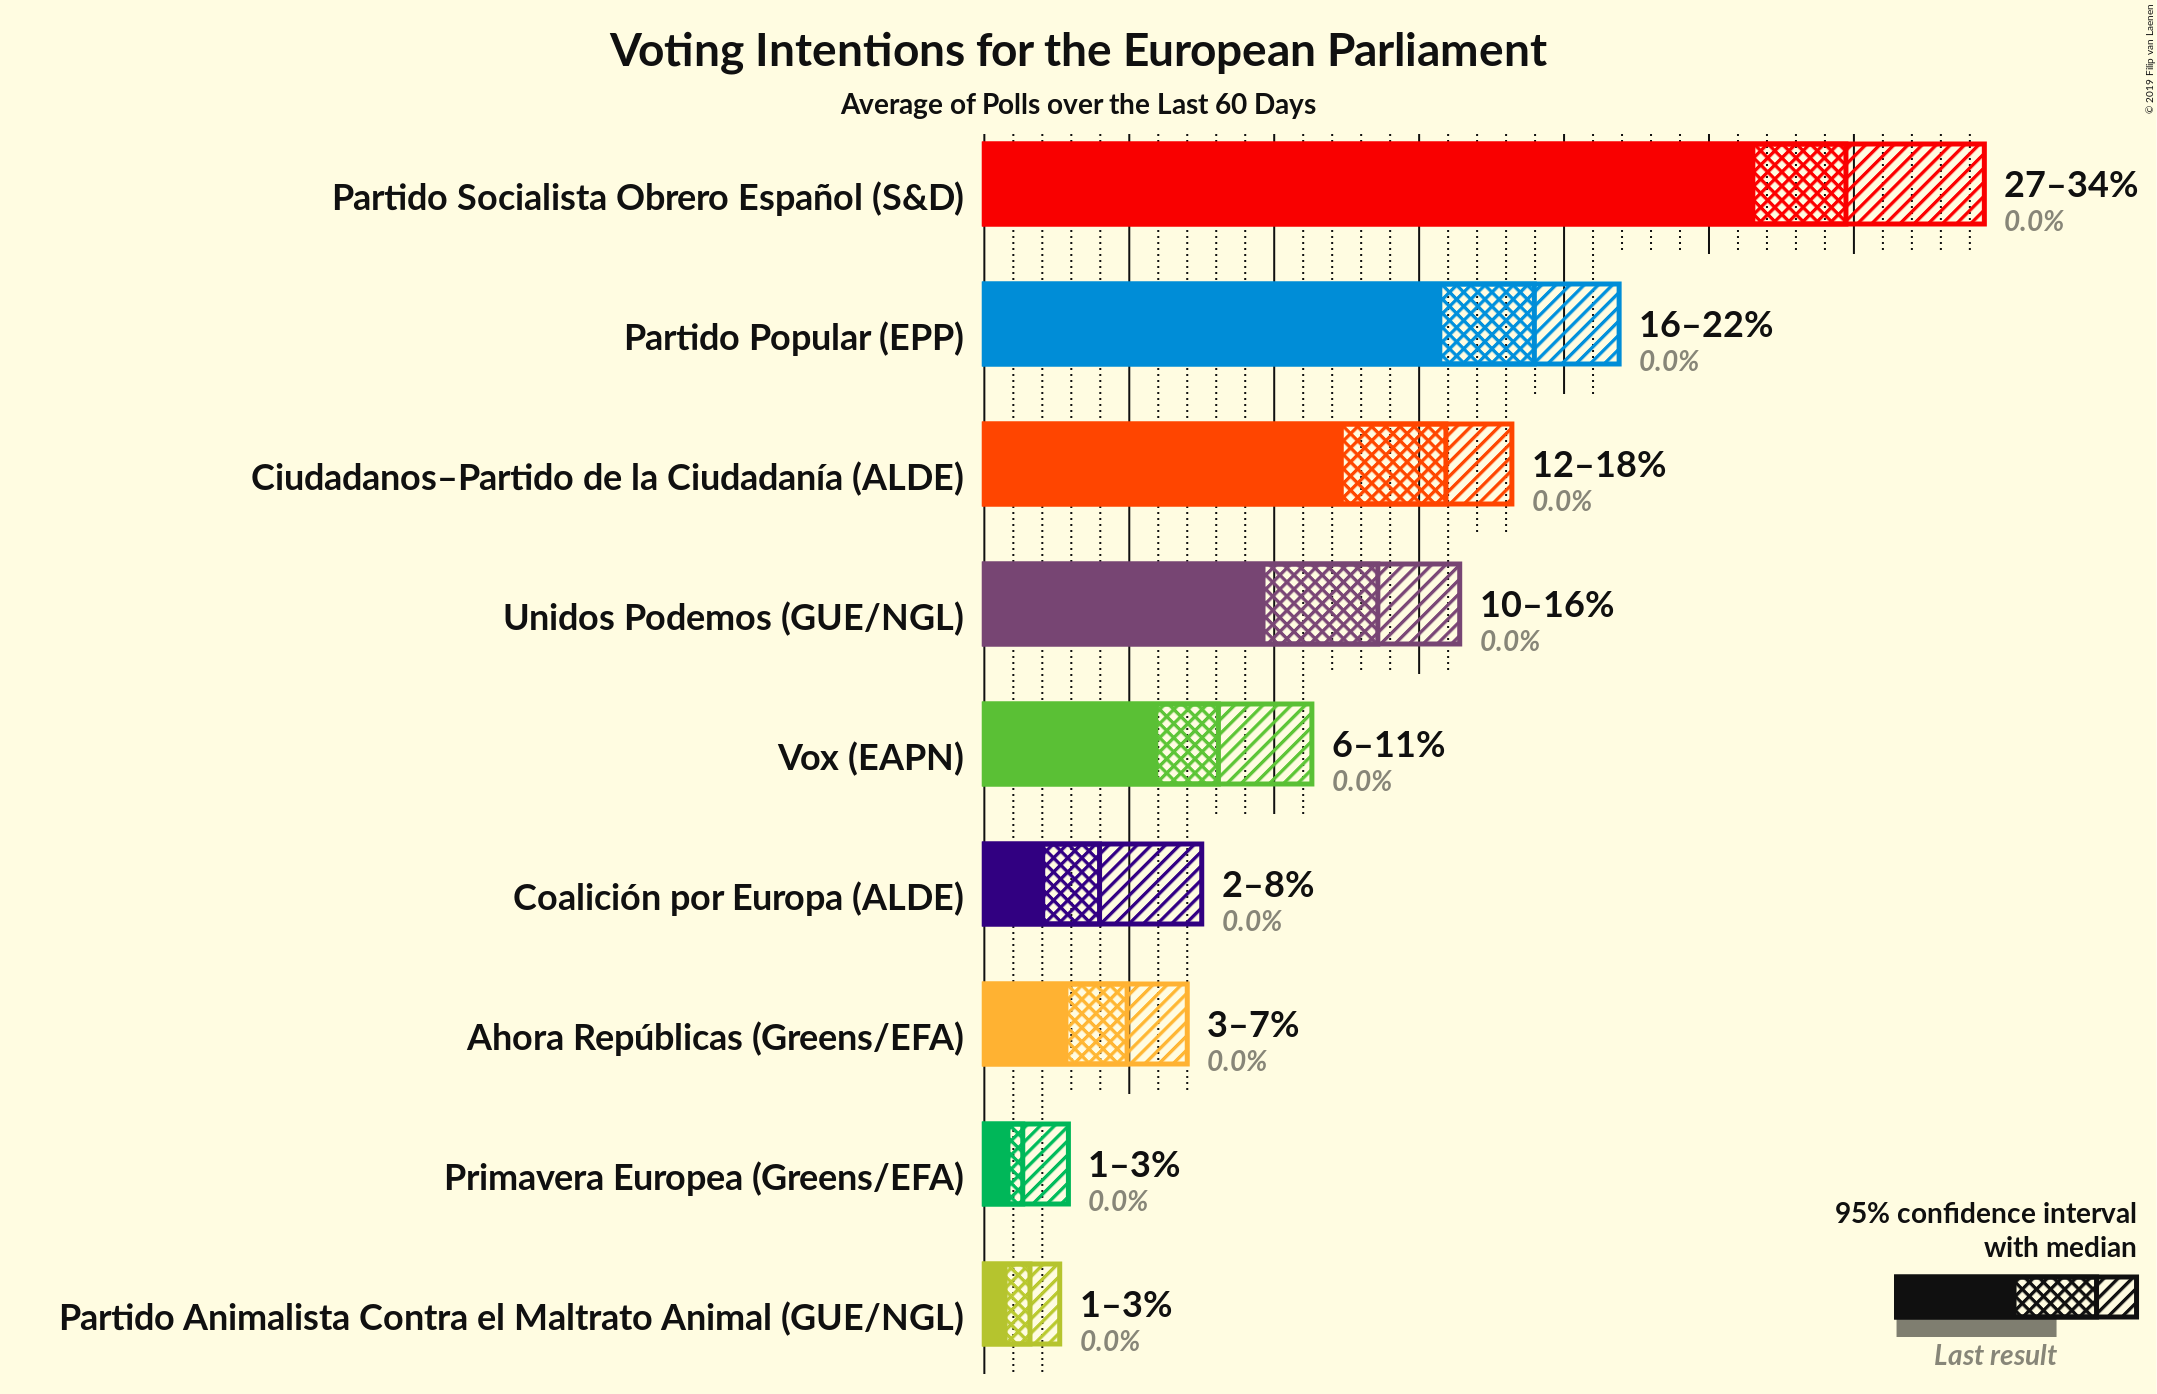 Voting Intentions for the European Parliament
Average of Polls over the Last 60 Days
© 2019 Filip van Laenen
Partido Socialista Obrero Español (S&D)
27–34%
0.0%
Partido Popular (EPP)
16–22%
0.0%
Ciudadanos–Partido de la Ciudadanía (ALDE)
12–18%
0.0%
Unidos Podemos (GUE/NGL)
10–16%
0.0%
Vox (EAPN)
6–11%
0.0%
Coalición por Europa (ALDE)
2–8%
0.0%
Ahora Repúblicas (Greens/EFA)
3–7%
0.0%
Primavera Europea (Greens/EFA)
1–3%
0.0%
Partido Animalista Contra el Maltrato Animal (GUE/NGL)
1–3%
0.0%
95% confidence interval
with median
Last result